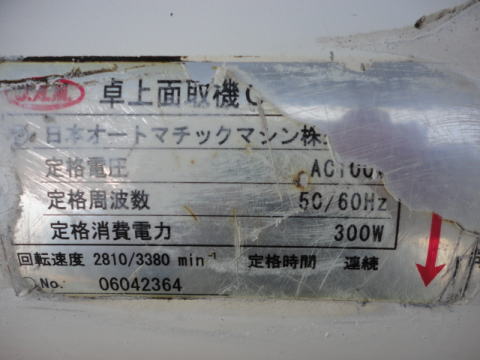 J.A.M. 卓上面取機 C
日本オートマチックマシン株
定格電圧 AC100V
定格周波数 50/60Hz
定格消費電力 300W
回転速度 2810/3380 min⁻¹ 定格時間 連続
No. 06042364